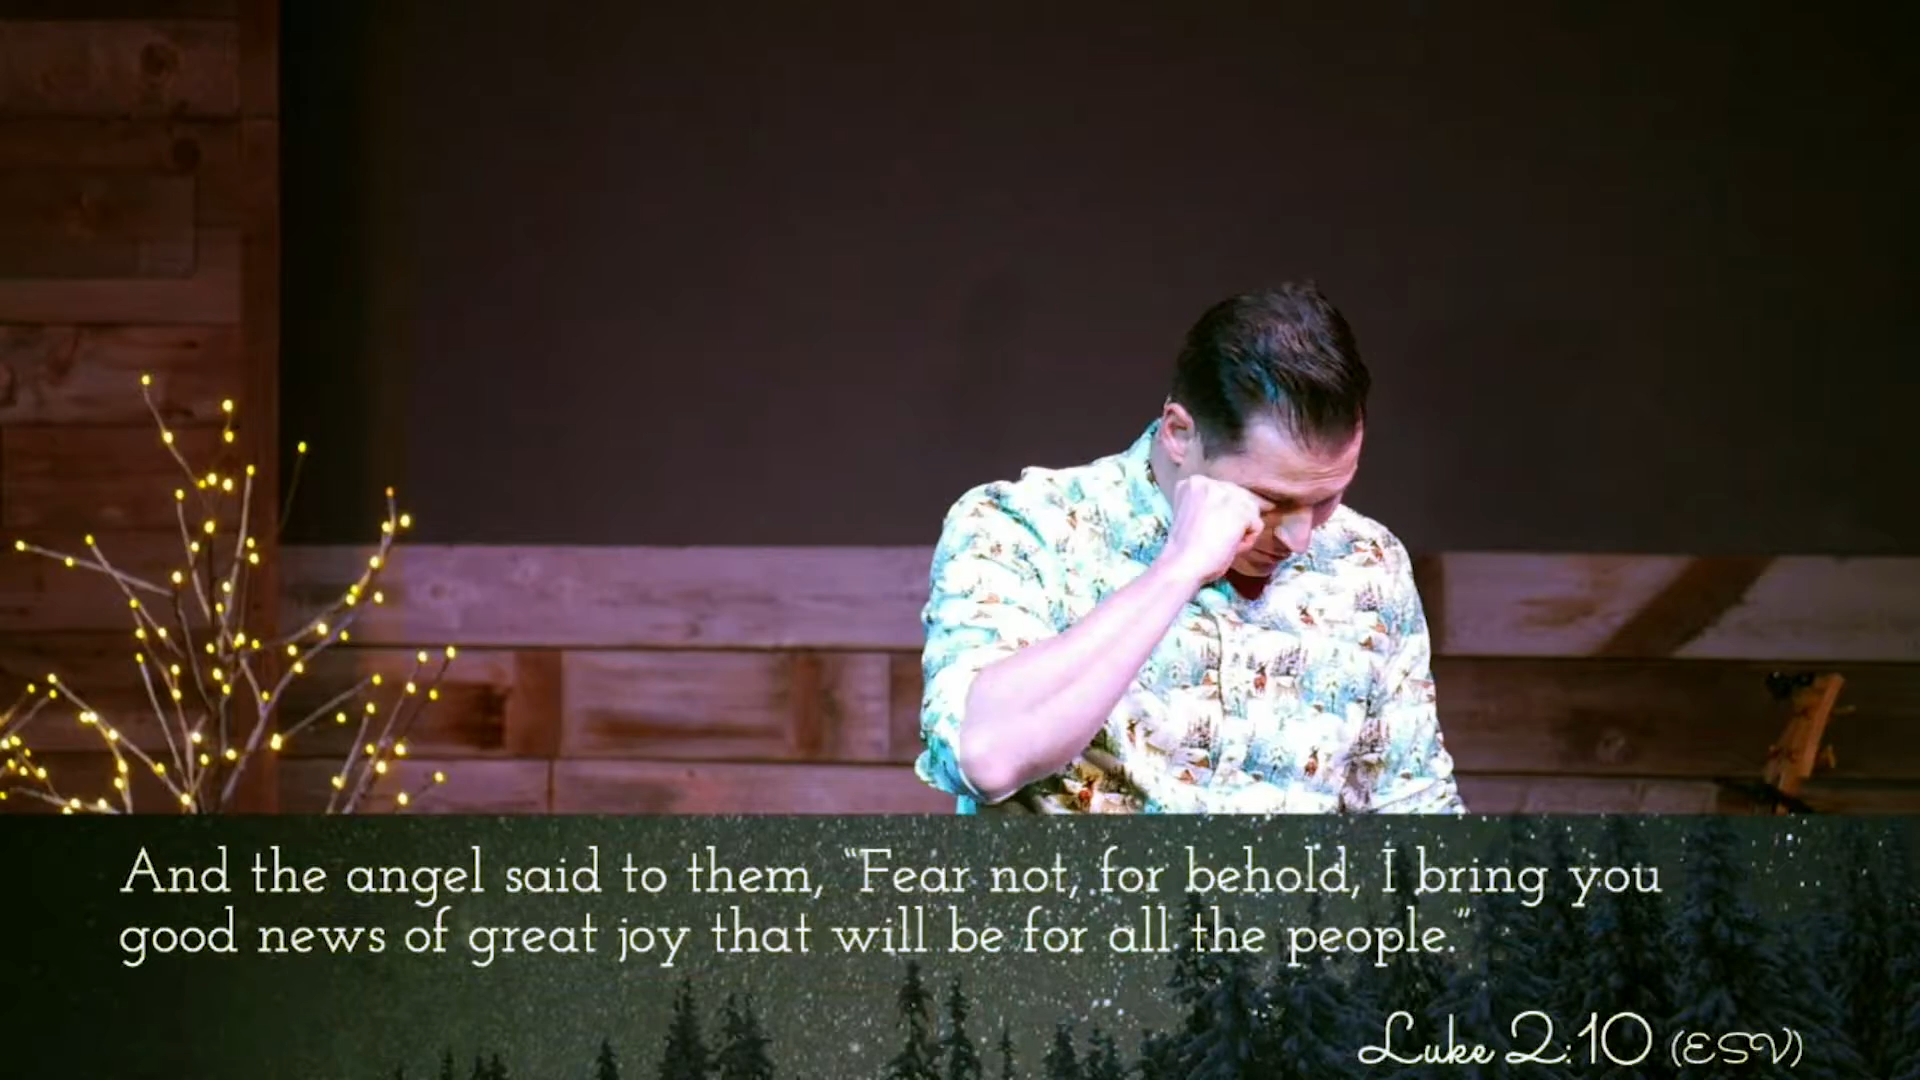 And the angel said to them, “Fear not, for behold, I bring you
good news of great joy that will be for all the people.”
Luke 2:10 (ESV)